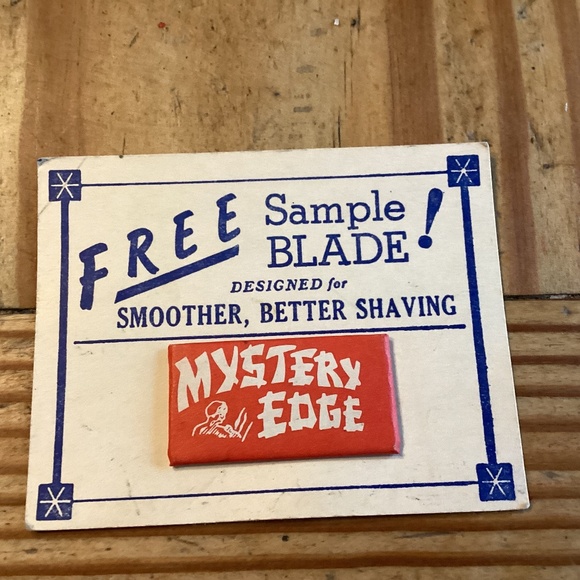 FREE Sample
BLADE!
DESIGNED for
SMOOTHER, BETTER SHAVING
MYSTERY
EDGE